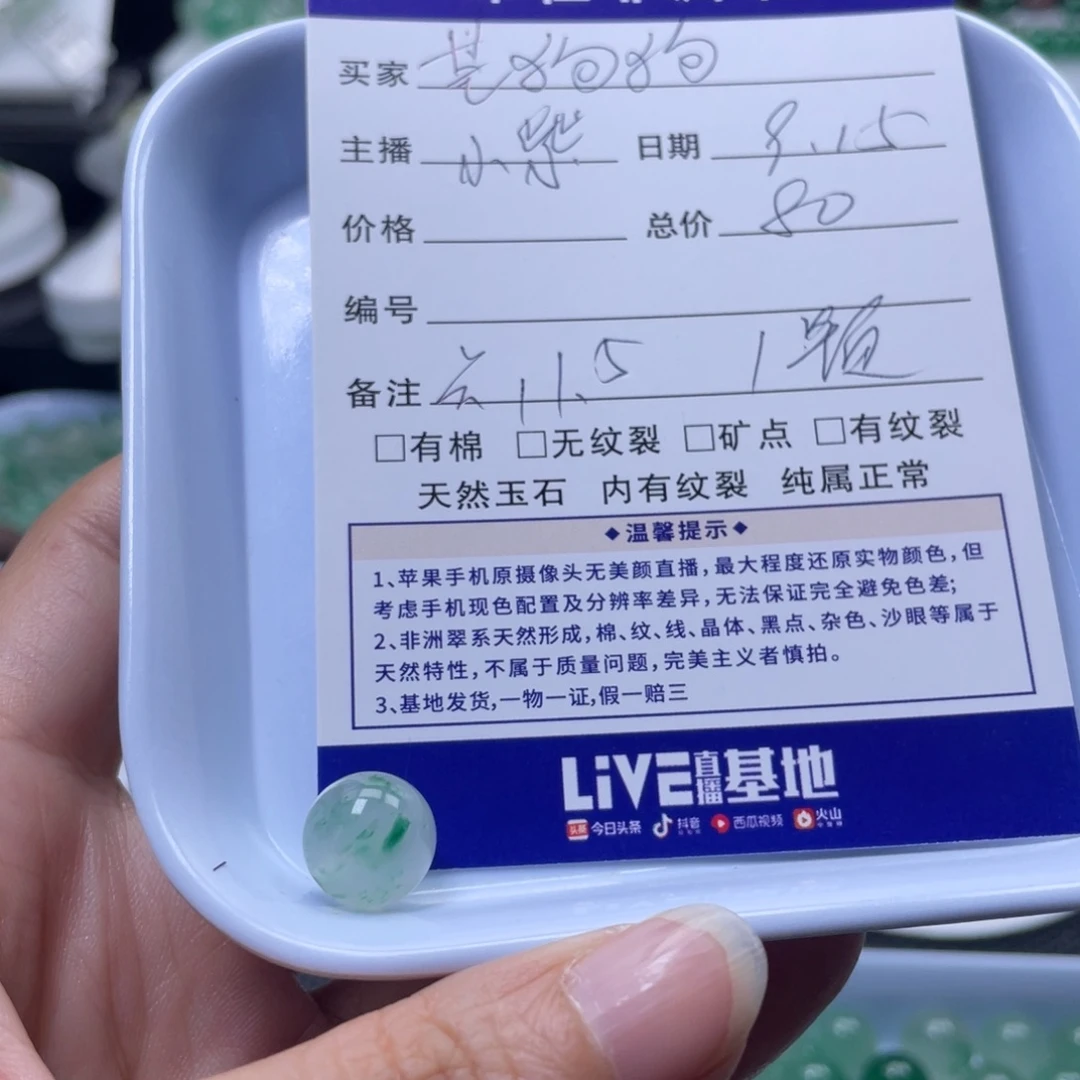 买家 某狗狗
主播 小柴 日期 9.15
价格 总价 80
编号
备注 11.5 1颗
□有棉 □无纹裂 □矿点 □有纹裂
天然玉石 内有纹裂 纯属正常
◆温馨提示◆
1、苹果手机原摄像头无美颜直播,最大程度还原实物颜色,但
考虑手机现色配置及分辨率差异,无法保证完全避免色差;
2、非洲翠系天然形成,棉、纹、线、晶体、黑点、杂色、沙眼等属于
天然特性,不属于质量问题,完美主义者慎拍。
3、基地发货,一物一证,假一赔三
LiVE直播基地
头条 今日头条 抖音 西瓜视频 火山